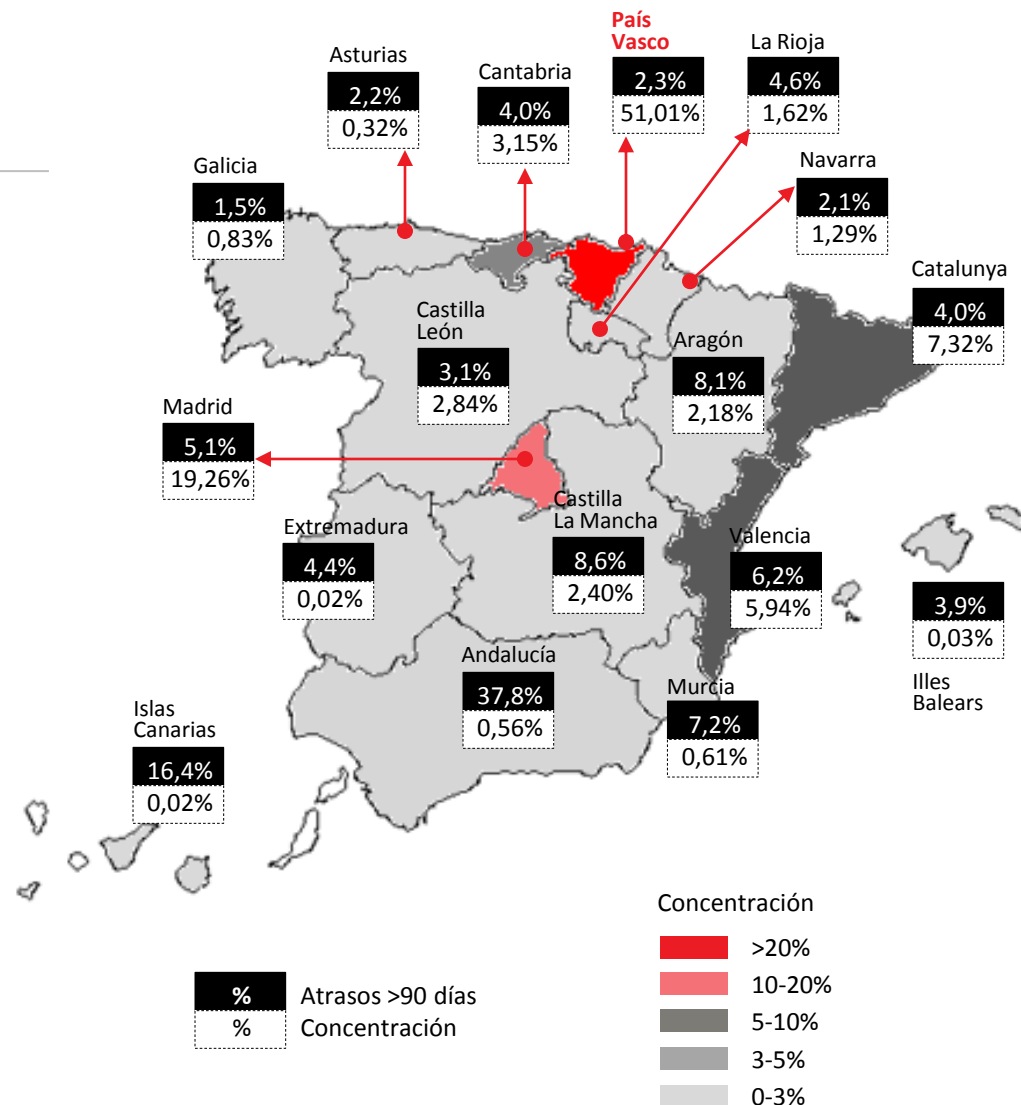 País
Vasco
2,3%
51,01%
La Rioja
4,6%
1,62%
Asturias
2,2%
0,32%
Cantabria
4,0%
3,15%
Navarra
2,1%
1,29%
Galicia
1,5%
0,83%
Catalunya
4,0%
7,32%
Castilla
León
3,1%
2,84%
Aragón
8,1%
2,18%
Madrid
5,1%
19,26%
Castilla
La Mancha
8,6%
2,40%
Extremadura
4,4%
0,02%
Valencia
6,2%
5,94%
3,9%
0,03%
Illes
Balears
Andalucía
37,8%
0,56%
Murcia
7,2%
0,61%
Islas
Canarias
16,4%
0,02%
% Atrasos >90 días
% Concentración
Concentración
>20%
10-20%
5-10%
3-5%
0-3%